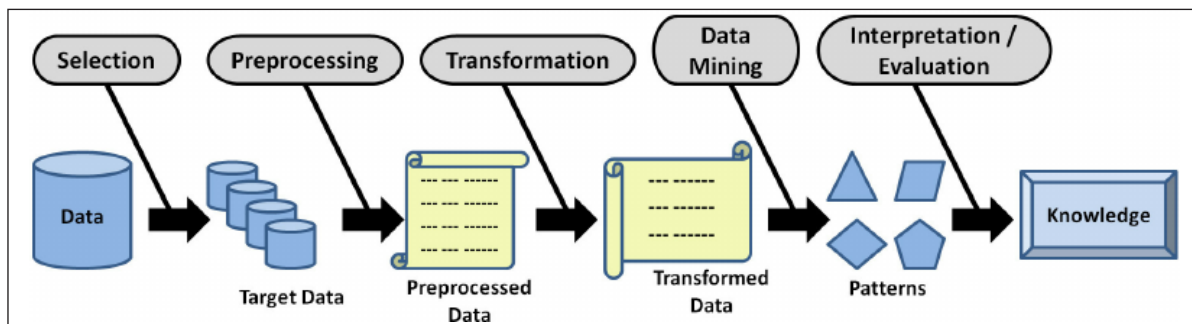 Selection
Preprocessing
Transformation
Data
Mining
Interpretation /
Evaluation
Data
Target Data
--- --- ------
--- --- ------
--- --- ------
--- --- ------
Preprocessed
Data
--- ------
--- ------
--- ------
Transformed
Data
Patterns
Knowledge